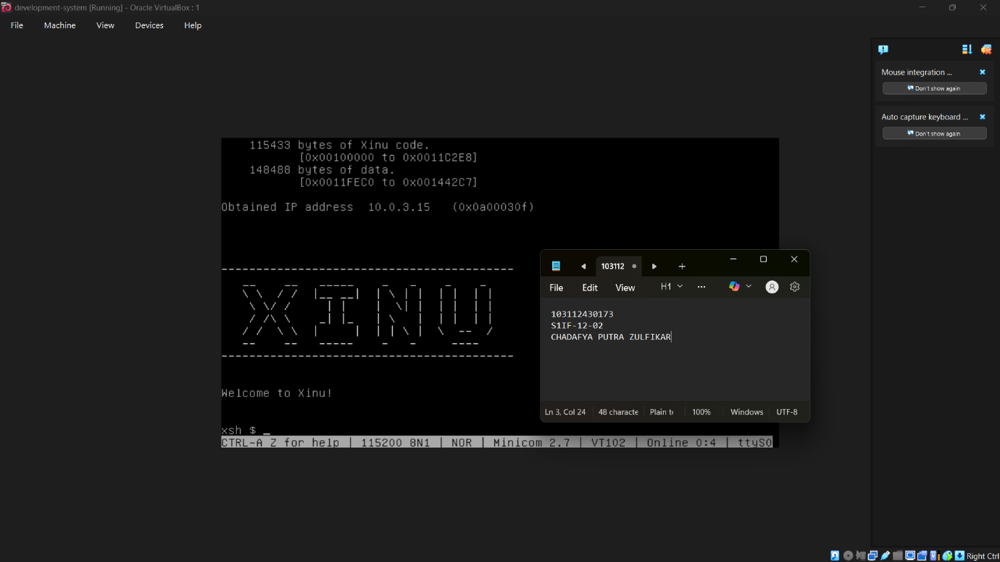 development-system [Running] - Oracle VirtualBox : 1
File Machine View Devices Help
Mouse integration ...
Don't show again
Auto capture keyboard ...
Don't show again
115433 bytes of Xinu code.
[0x00100000 to 0x0011C2E8]
148488 bytes of data.
[0x0011FEC0 to 0x001442C7]
Obtained IP address 10.0.3.15 (0x0a00030f)
XINU
Welcome to Xinu!
xsh $ _
CTRL-A Z for help | 115200 8N1 | NOR | Minicom 2.7 | VT102 | Online 0:4 | ttyS0
103112
File Edit View H1 ...
103112430173
S1IF-12-02
CHADAFYA PUTRA ZULFIKAR
Ln 3, Col 24 48 characte Plain te 100% Windows UTF-8
Right Ctrl